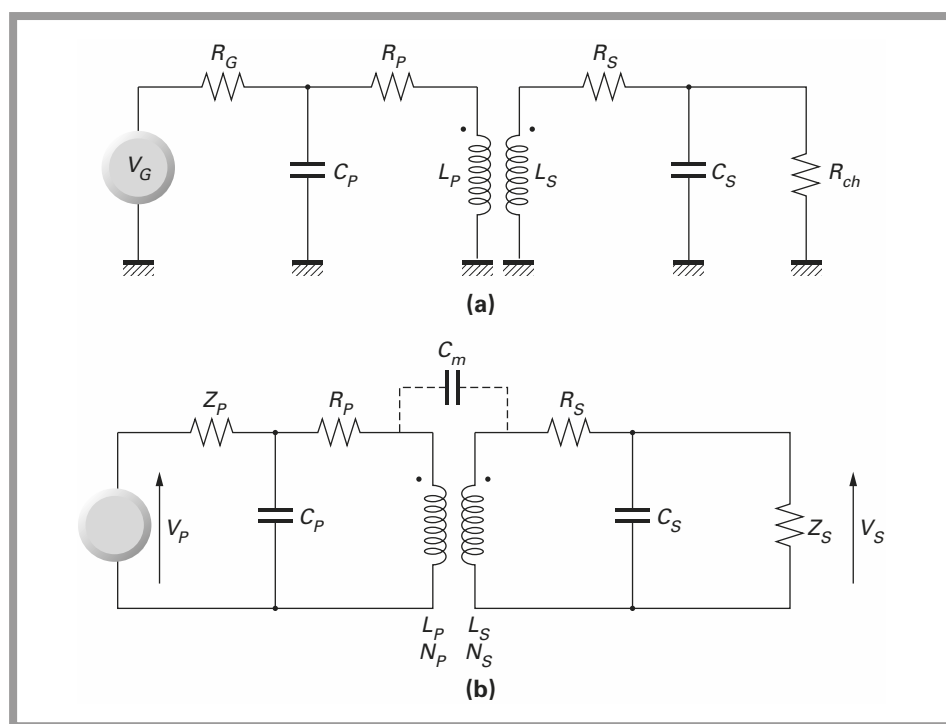 R_G R_P R_S
V_G C_P L_P L_S C_S R_ch
(a)
C_m
Z_P R_P R_S
V_P C_P C_S Z_S V_S
L_P L_S
N_P N_S
(b)